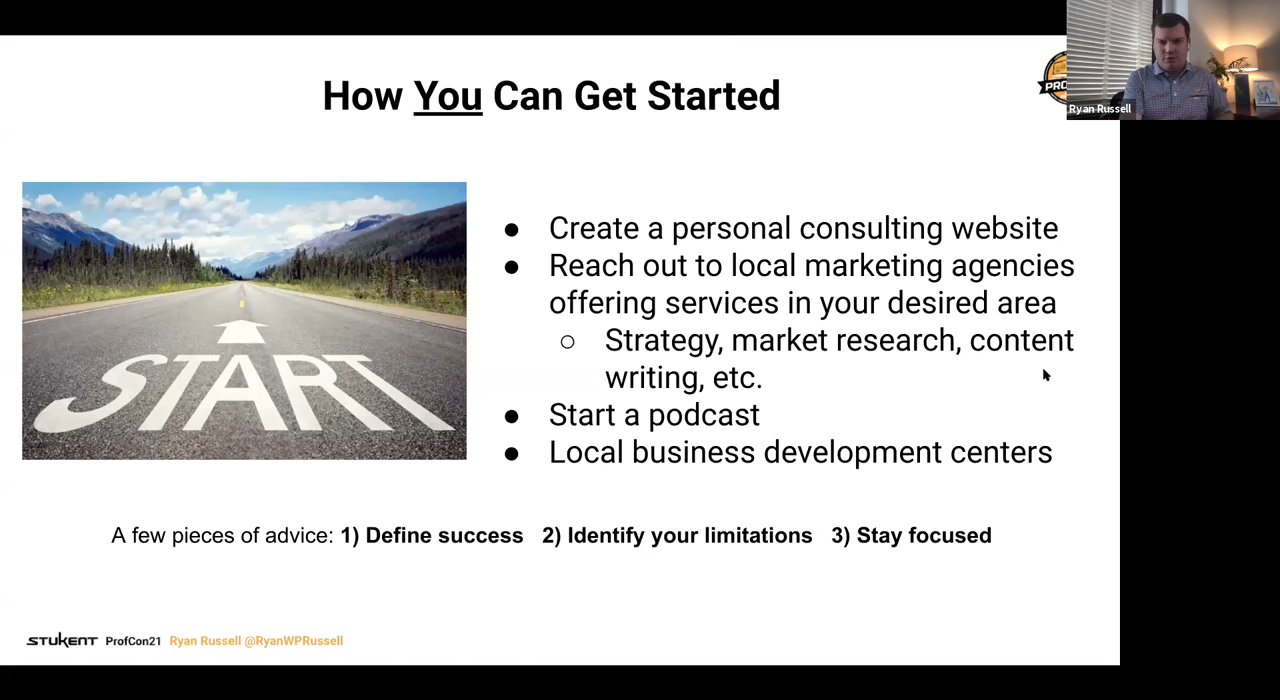 How You Can Get Started
PRO
Ryan Russell
START
● Create a personal consulting website
● Reach out to local marketing agencies
offering services in your desired area
○ Strategy, market research, content
writing, etc.
● Start a podcast
● Local business development centers
A few pieces of advice: 1) Define success 2) Identify your limitations 3) Stay focused
STUKENT ProfCon21 Ryan Russell @RyanWPRussell